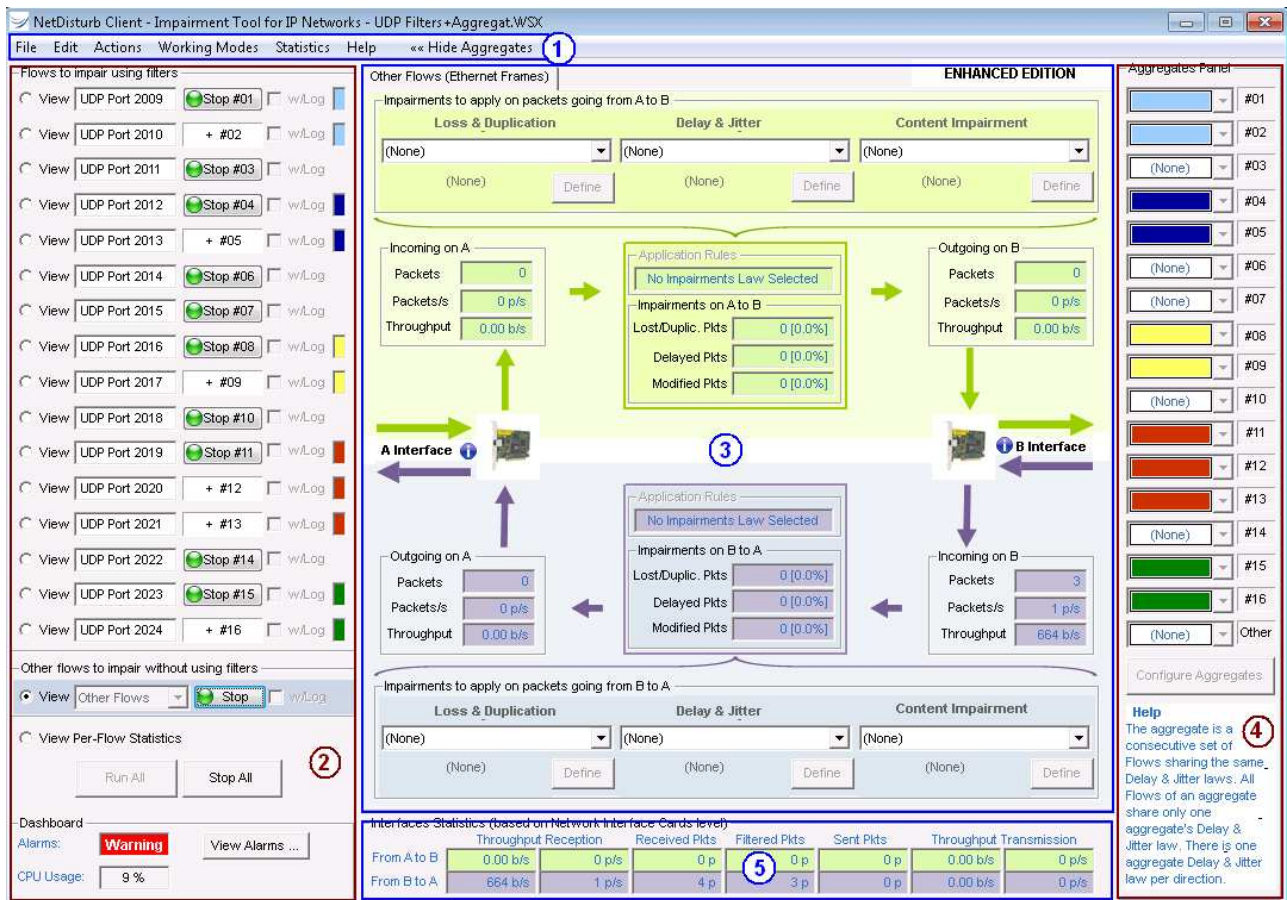 NetDisturb Client - Impairment Tool for IP Networks - UDP Filters+Aggregat.WSX
File Edit Actions Working Modes Statistics Help «« Hide Aggregates 1
Flows to impair using filters
View UDP Port 2009 Stop #01 w/Log
View UDP Port 2010 + #02 w/Log
View UDP Port 2011 Stop #03 w/Log
View UDP Port 2012 Stop #04 w/Log
View UDP Port 2013 + #05 w/Log
View UDP Port 2014 Stop #06 w/Log
View UDP Port 2015 Stop #07 w/Log
View UDP Port 2016 Stop #08 w/Log
View UDP Port 2017 + #09 w/Log
View UDP Port 2018 Stop #10 w/Log
View UDP Port 2019 Stop #11 w/Log
View UDP Port 2020 + #12 w/Log
View UDP Port 2021 + #13 w/Log
View UDP Port 2022 Stop #14 w/Log
View UDP Port 2023 Stop #15 w/Log
View UDP Port 2024 + #16 w/Log
Other flows to impair without using filters
View Other Flows Stop w/Log
View Per-Flow Statistics
2
Run All Stop All
Dashboard
Alarms: Warning View Alarms ...
CPU Usage: 9 %
Other Flows (Ethernet Frames) ENHANCED EDITION
Impairments to apply on packets going from A to B
Loss & Duplication Delay & Jitter Content Impairment
(None) (None) (None)
(None) Define (None) Define (None) Define
Incoming on A
Packets 0
Packets/s 0 p/s
Throughput 0.00 b/s
Application Rules
No Impairments Law Selected
Impairments on A to B
Lost/Duplic. Pkts 0 [0.0%]
Delayed Pkts 0 [0.0%]
Modified Pkts 0 [0.0%]
Outgoing on B
Packets 0
Packets/s 0 p/s
Throughput 0.00 b/s
A Interface 3 B Interface
Outgoing on A
Packets 0
Packets/s 0 p/s
Throughput 0.00 b/s
Application Rules
No Impairments Law Selected
Impairments on B to A
Lost/Duplic. Pkts 0 [0.0%]
Delayed Pkts 0 [0.0%]
Modified Pkts 0 [0.0%]
Incoming on B
Packets 3
Packets/s 1 p/s
Throughput 664 b/s
Impairments to apply on packets going from B to A
Loss & Duplication Delay & Jitter Content Impairment
(None) (None) (None)
(None) Define (None) Define (None) Define
Interfaces Statistics (based on Network Interface Cards level)
Throughput Reception Received Pkts Filtered Pkts Sent Pkts Throughput Transmission
From A to B 0.00 b/s 0 p/s 0 p 0 p 0 p 0.00 b/s 0 p/s
From B to A 664 b/s 1 p/s 4 p 3 p 0 p 0.00 b/s 0 p/s
5
Aggregates Panel
#01
#02
(None) #03
#04
#05
(None) #06
(None) #07
#08
#09
(None) #10
#11
#12
#13
(None) #14
#15
#16
(None) Other
Configure Aggregates
Help
4
The aggregate is a
consecutive set of
Flows sharing the same
Delay & Jitter laws. All
Flows of an aggregate
share only one
aggregate's Delay &
Jitter law. There is one
aggregate Delay & Jitter
law per direction.